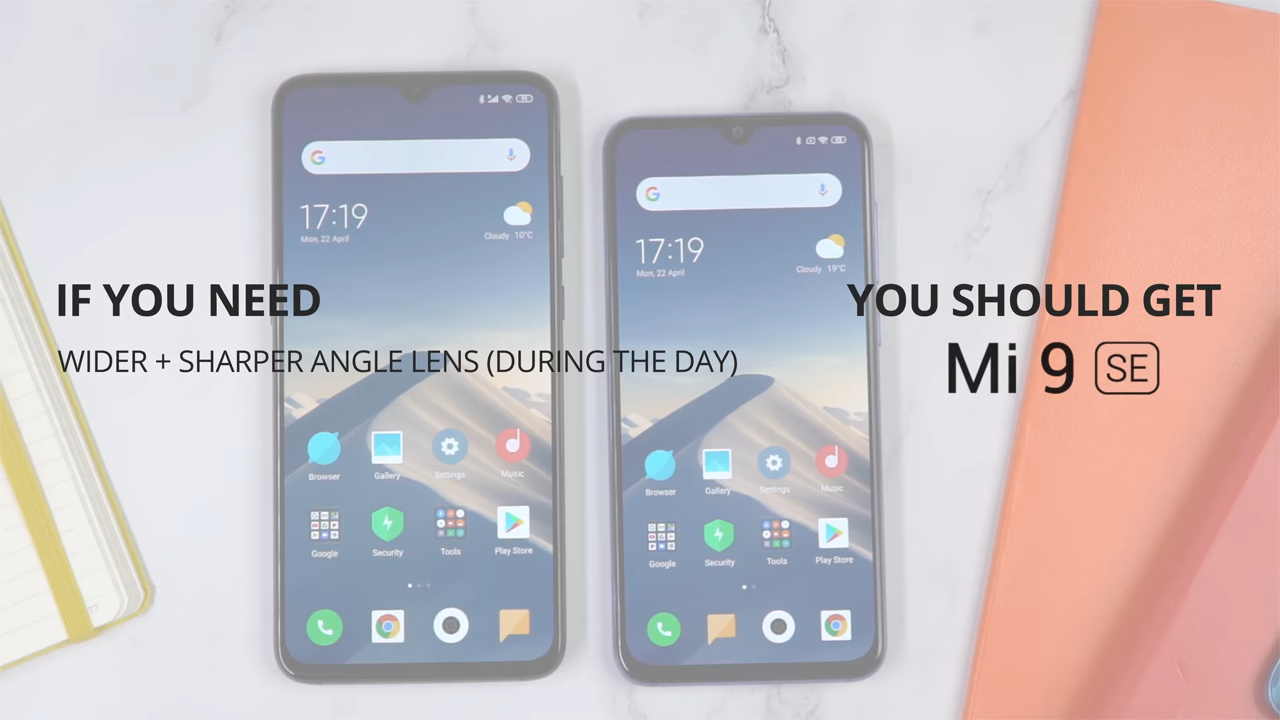 17:19
Mon, 22 April
Cloudy 10°C
17:19
Mon, 22 April
Cloudy 19°C
IF YOU NEED
WIDER + SHARPER ANGLE LENS (DURING THE DAY)
YOU SHOULD GET
Mi 9 SE
Browser Gallery Settings Music
Google Security Tools Play Store
Browser Gallery Settings Music
Google Security Tools Play Store